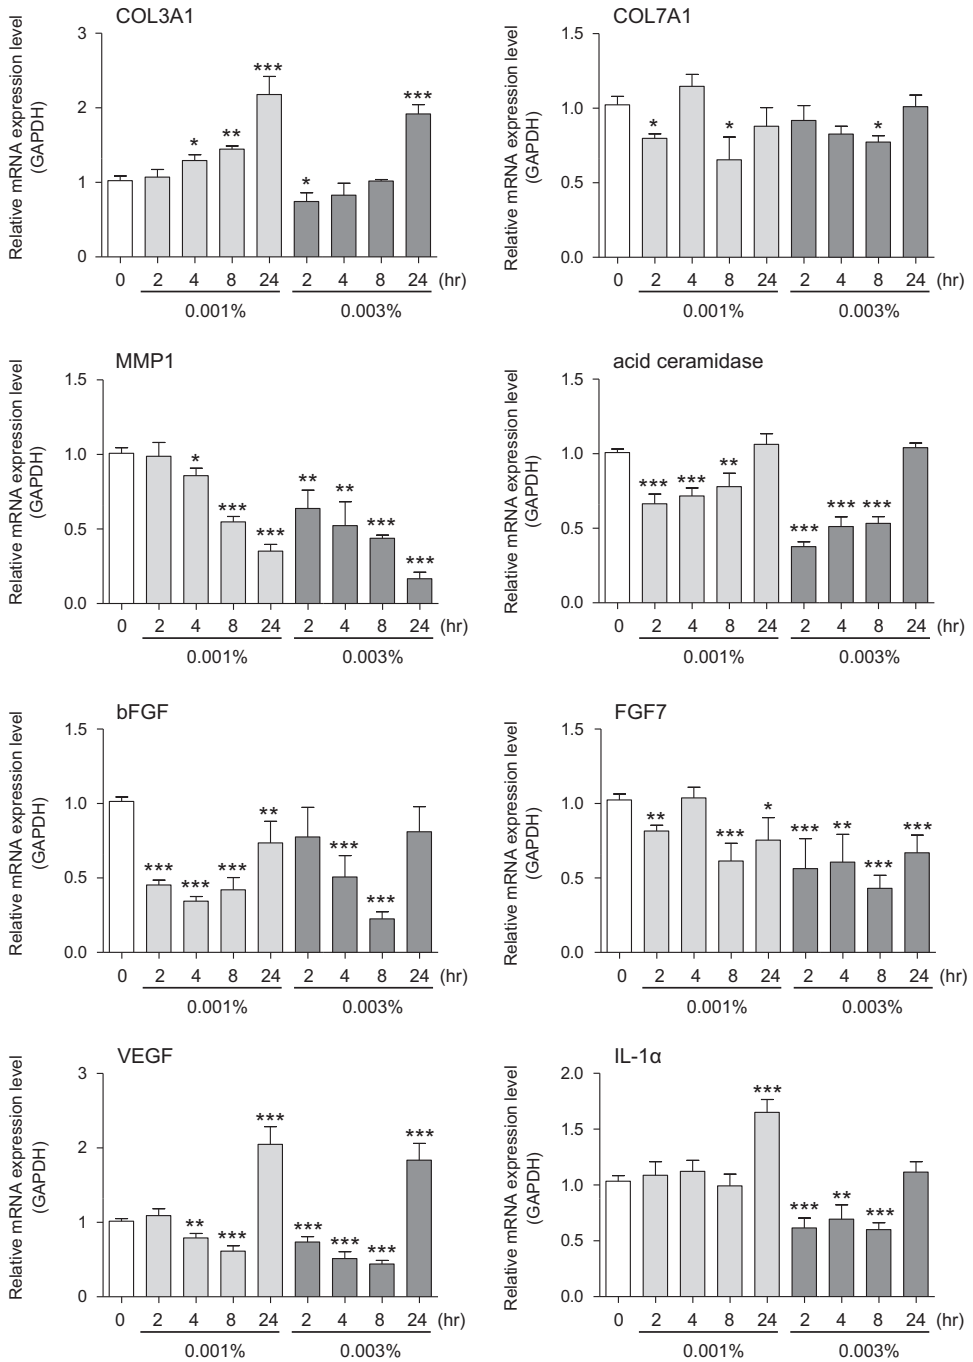 COL3A1
Relative mRNA expression level
(GAPDH)
3
***
***
2
**
*
*
1
0
0 2 4 8 24 2 4 8 24 (hr)
0.001% 0.003%
COL7A1
Relative mRNA expression level
(GAPDH)
1.5
1.0
* * *
0.5
0.0
0 2 4 8 24 2 4 8 24 (hr)
0.001% 0.003%
MMP1
Relative mRNA expression level
(GAPDH)
1.5
1.0
* ** **
*** *** *** ***
0.5
0.0
0 2 4 8 24 2 4 8 24 (hr)
0.001% 0.003%
acid ceramidase
Relative mRNA expression level
(GAPDH)
1.5
1.0
*** *** ** *** *** ***
0.5
0.0
0 2 4 8 24 2 4 8 24 (hr)
0.001% 0.003%
bFGF
Relative mRNA expression level
(GAPDH)
1.5
1.0
*** *** *** ** *** ***
0.5
0.0
0 2 4 8 24 2 4 8 24 (hr)
0.001% 0.003%
FGF7
Relative mRNA expression level
(GAPDH)
1.5
1.0
** *** * *** ** *** ***
0.5
0.0
0 2 4 8 24 2 4 8 24 (hr)
0.001% 0.003%
VEGF
Relative mRNA expression level
(GAPDH)
3
2
** *** *** *** *** *** ***
1
0
0 2 4 8 24 2 4 8 24 (hr)
0.001% 0.003%
IL-1α
Relative mRNA expression level
(GAPDH)
2.0
***
1.5
1.0
*** ** ***
0.5
0.0
0 2 4 8 24 2 4 8 24 (hr)
0.001% 0.003%